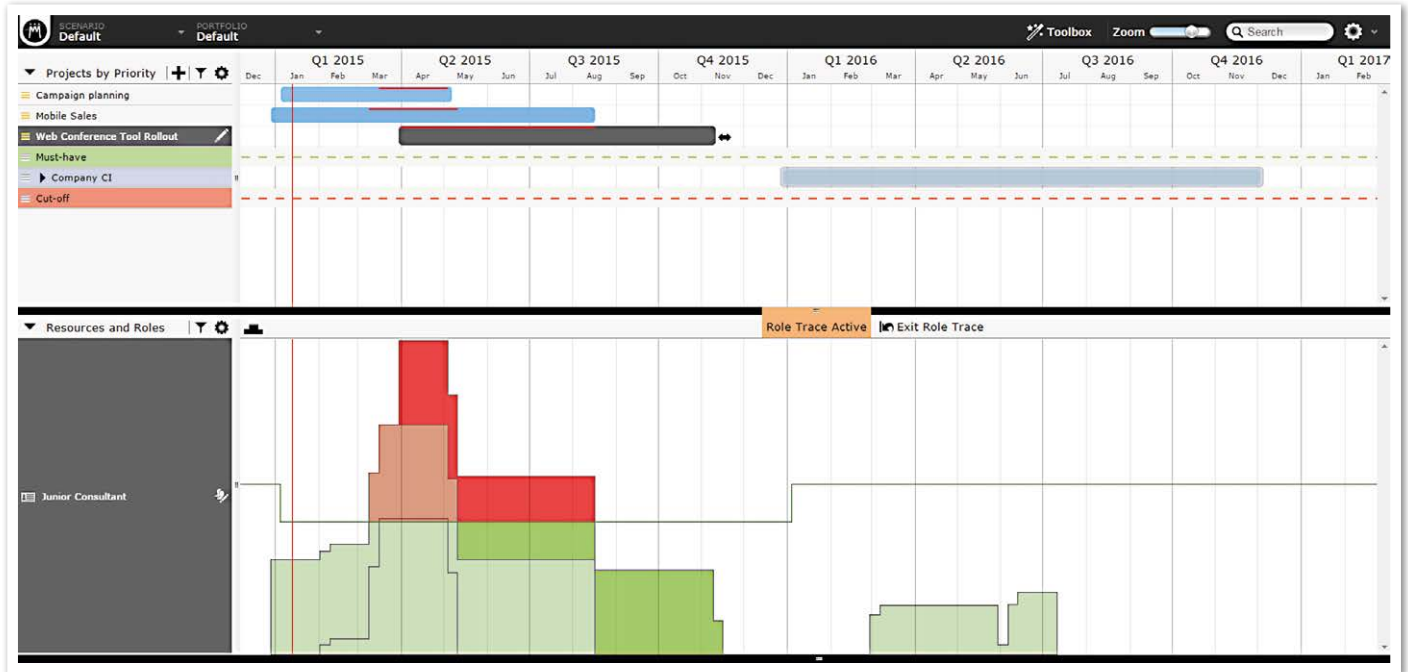 SCENARIO
Default
PORTFOLIO
Default
Toolbox
Zoom
Search
Projects by Priority
Q1 2015
Q2 2015
Q3 2015
Q4 2015
Q1 2016
Q2 2016
Q3 2016
Q4 2016
Q1 2017
Dec Jan Feb Mar Apr May Jun Jul Aug Sep Oct Nov Dec Jan Feb Mar Apr May Jun Jul Aug Sep Oct Nov Dec Jan Feb
Campaign planning
Mobile Sales
Web Conference Tool Rollout
Must-have
Company CI
Cut-off
Resources and Roles
Role Trace Active
Exit Role Trace
Junior Consultant